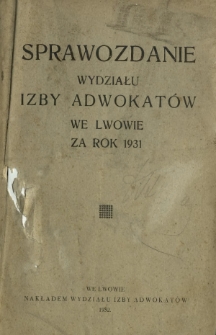 SPRAWOZDANIE
WYDZIAŁU
IZBY ADWOKATÓW
WE LWOWIE
ZA ROK 1931
WE LWOWIE
NAKŁADEM WYDZIAŁU IZBY ADWOKATÓW
1932